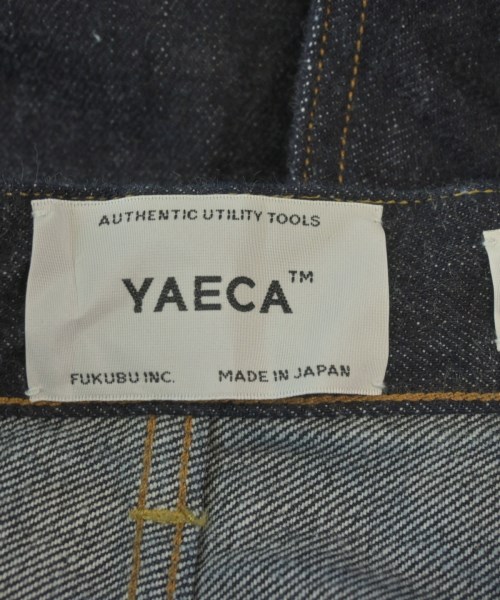 AUTHENTIC UTILITY TOOLS
YAECA™
FUKUBU INC. MADE IN JAPAN